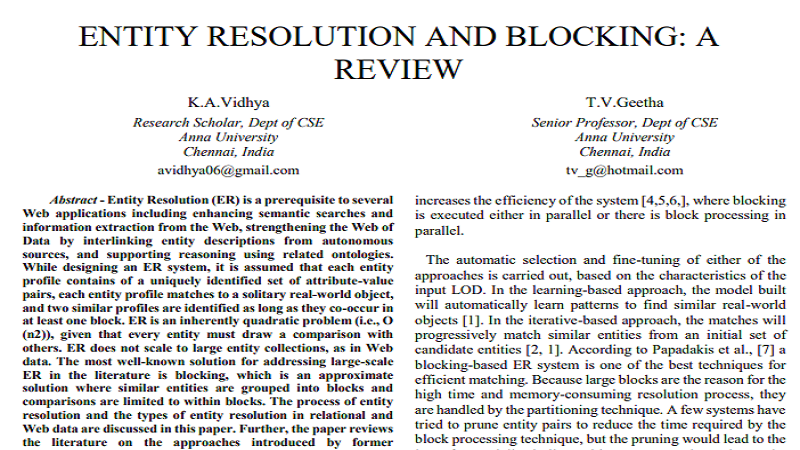 ENTITY RESOLUTION AND BLOCKING: A
REVIEW
K.A.Vidhya
Research Scholar, Dept of CSE
Anna University
Chennai, India
avidhya06@gmail.com
T.V.Geetha
Senior Professor, Dept of CSE
Anna University
Chennai, India
tv_g@hotmail.com
Abstract - Entity Resolution (ER) is a prerequisite to several
Web applications including enhancing semantic searches and
information extraction from the Web, strengthening the Web of
Data by interlinking entity descriptions from autonomous
sources, and supporting reasoning using related ontologies.
While designing an ER system, it is assumed that each entity
profile contains of a uniquely identified set of attribute-value
pairs, each entity profile matches to a solitary real-world object,
and two similar profiles are identified as long as they co-occur in
at least one block. ER is an inherently quadratic problem (i.e., O
(n2)), given that every entity must draw a comparison with
others. ER does not scale to large entity collections, as in Web
data. The most well-known solution for addressing large-scale
ER in the literature is blocking, which is an approximate
solution where similar entities are grouped into blocks and
comparisons are limited to within blocks. The process of entity
resolution and the types of entity resolution in relational and
Web data are discussed in this paper. Further, the paper reviews
the literature on the approaches introduced by former
increases the efficiency of the system [4,5,6,], where blocking
is executed either in parallel or there is block processing in
parallel.
The automatic selection and fine-tuning of either of the
approaches is carried out, based on the characteristics of the
input LOD. In the learning-based approach, the model built
will automatically learn patterns to find similar real-world
objects [1]. In the iterative-based approach, the matches will
progressively match similar entities from an initial set of
candidate entities [2, 1]. According to Papadakis et al., [7] a
blocking-based ER system is one of the best techniques for
efficient matching. Because large blocks are the reason for the
high time and memory-consuming resolution process, they
are handled by the partitioning technique. A few systems have
tried to prune entity pairs to reduce the time required by the
block processing technique, but the pruning would lead to the